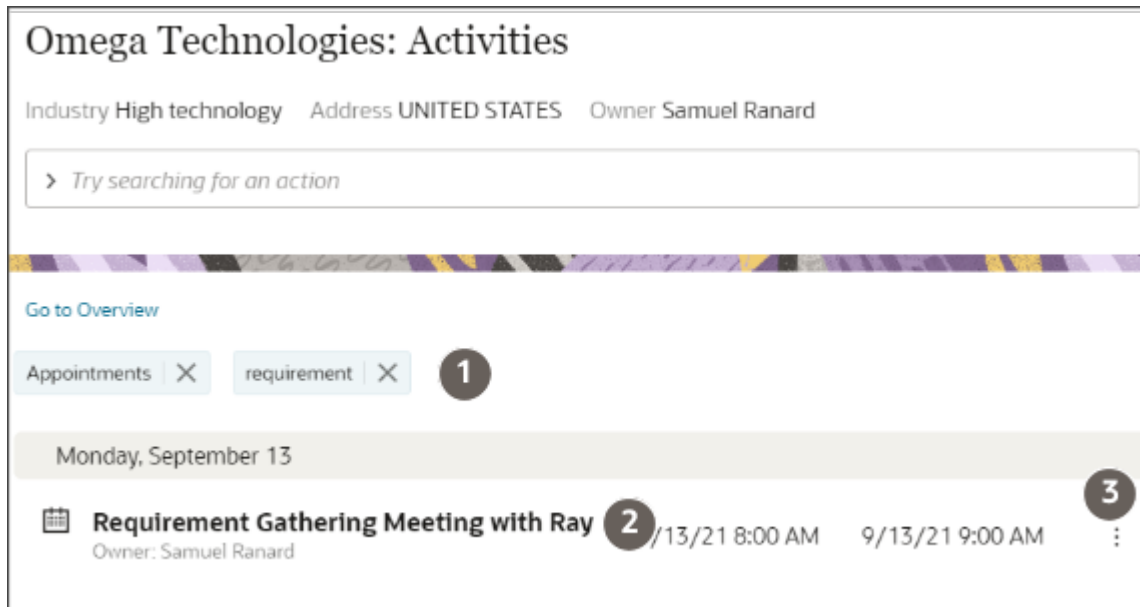 Omega Technologies: Activities
Industry High technology Address UNITED STATES Owner Samuel Ranard
> Try searching for an action
Go to Overview
Appointments requirement 1
Monday, September 13
3
Requirement Gathering Meeting with Ray 2 /13/21 8:00 AM 9/13/21 9:00 AM
Owner: Samuel Ranard